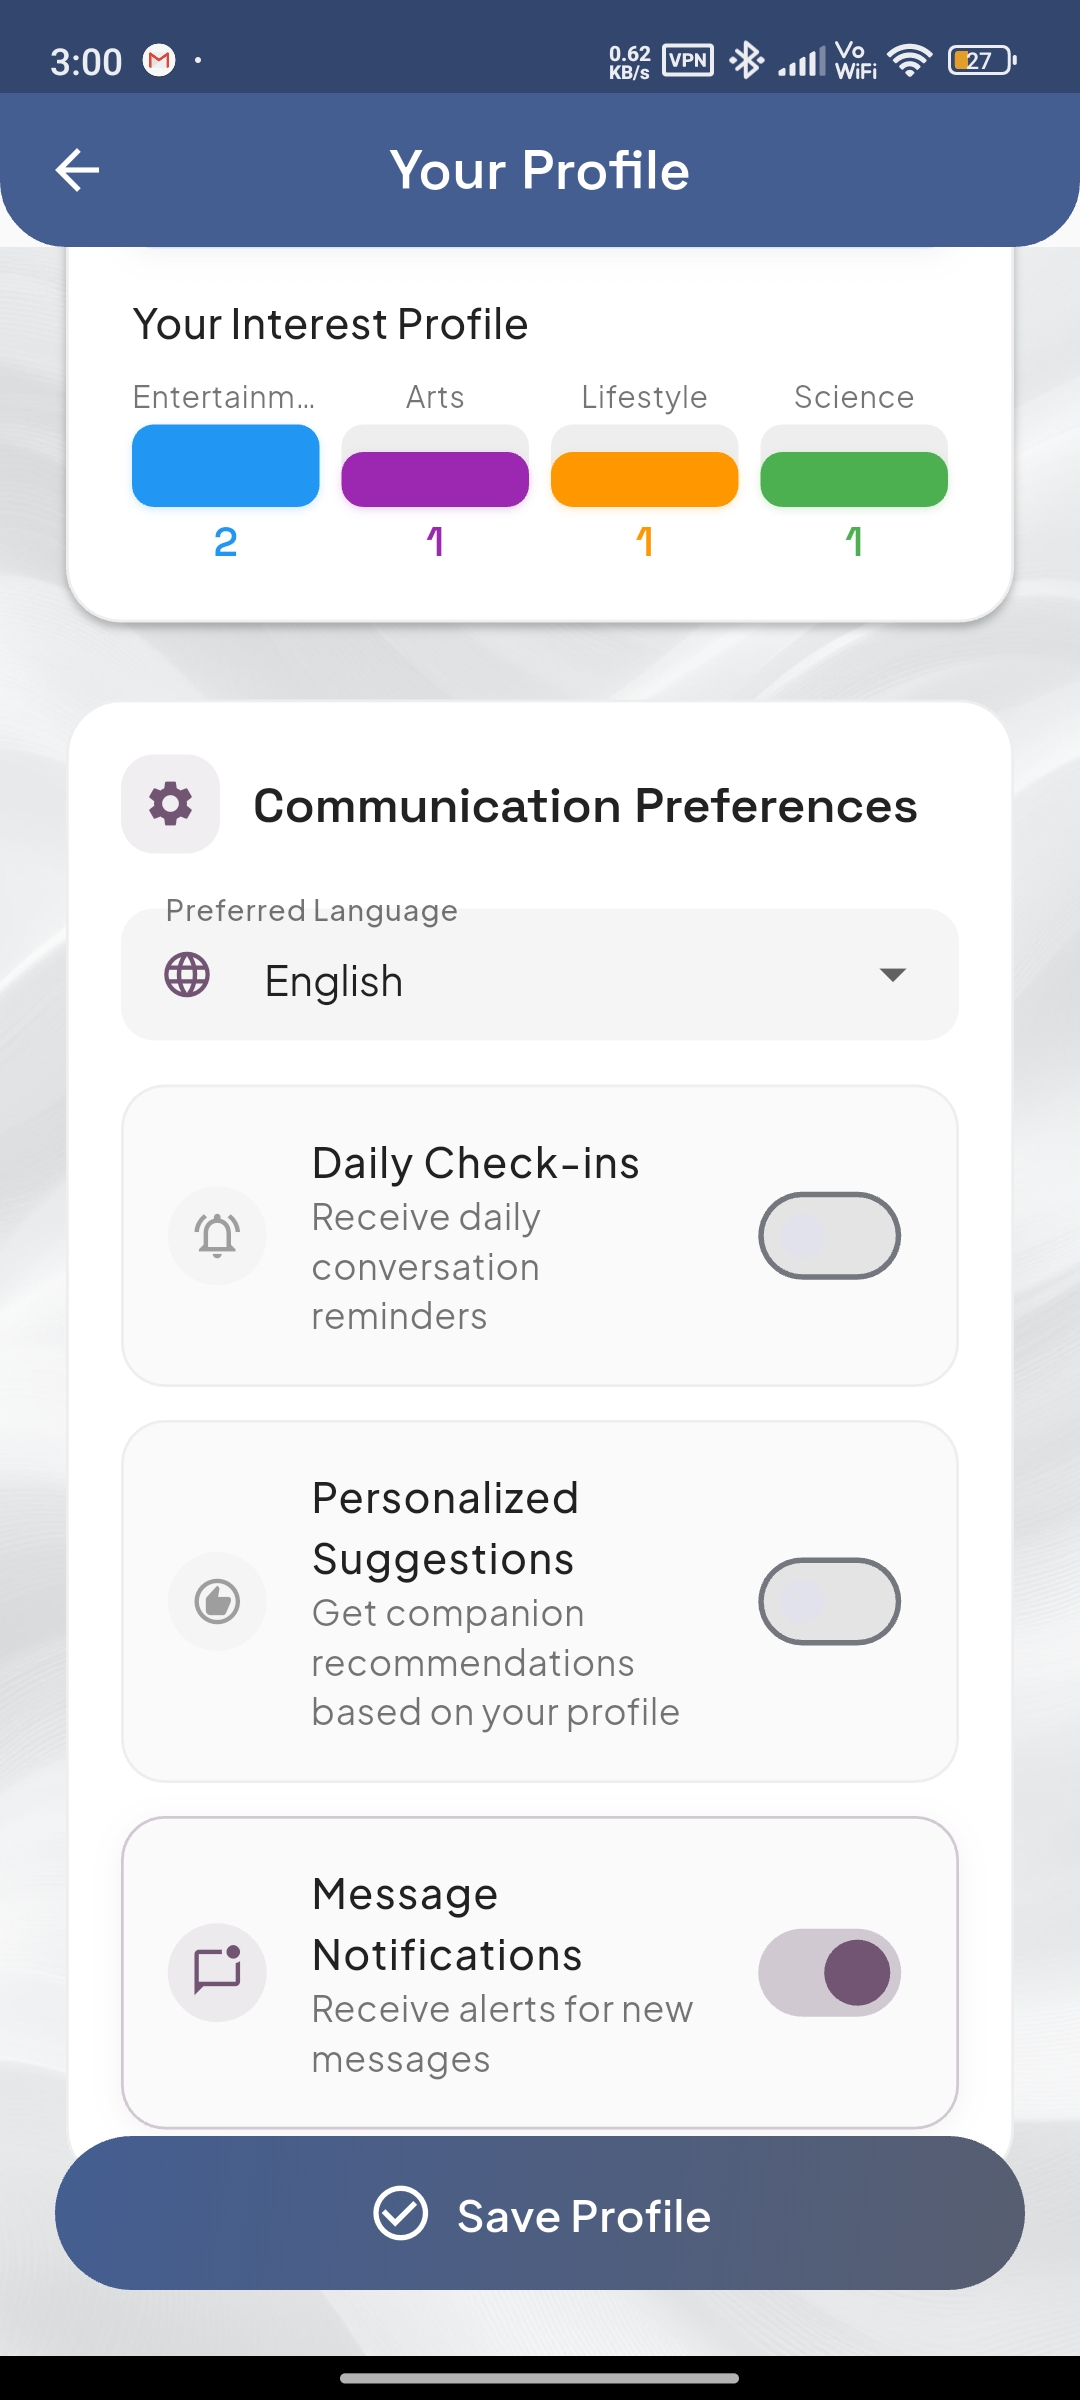 3:00
0.62
KB/s
VPN
Vo
WiFi
27
Your Profile
Your Interest Profile
Entertainm... Arts Lifestyle Science
2 1 1 1
Communication Preferences
Preferred Language
English
Daily Check-ins
Receive daily
conversation
reminders
Personalized
Suggestions
Get companion
recommendations
based on your profile
Message
Notifications
Receive alerts for new
messages
Save Profile